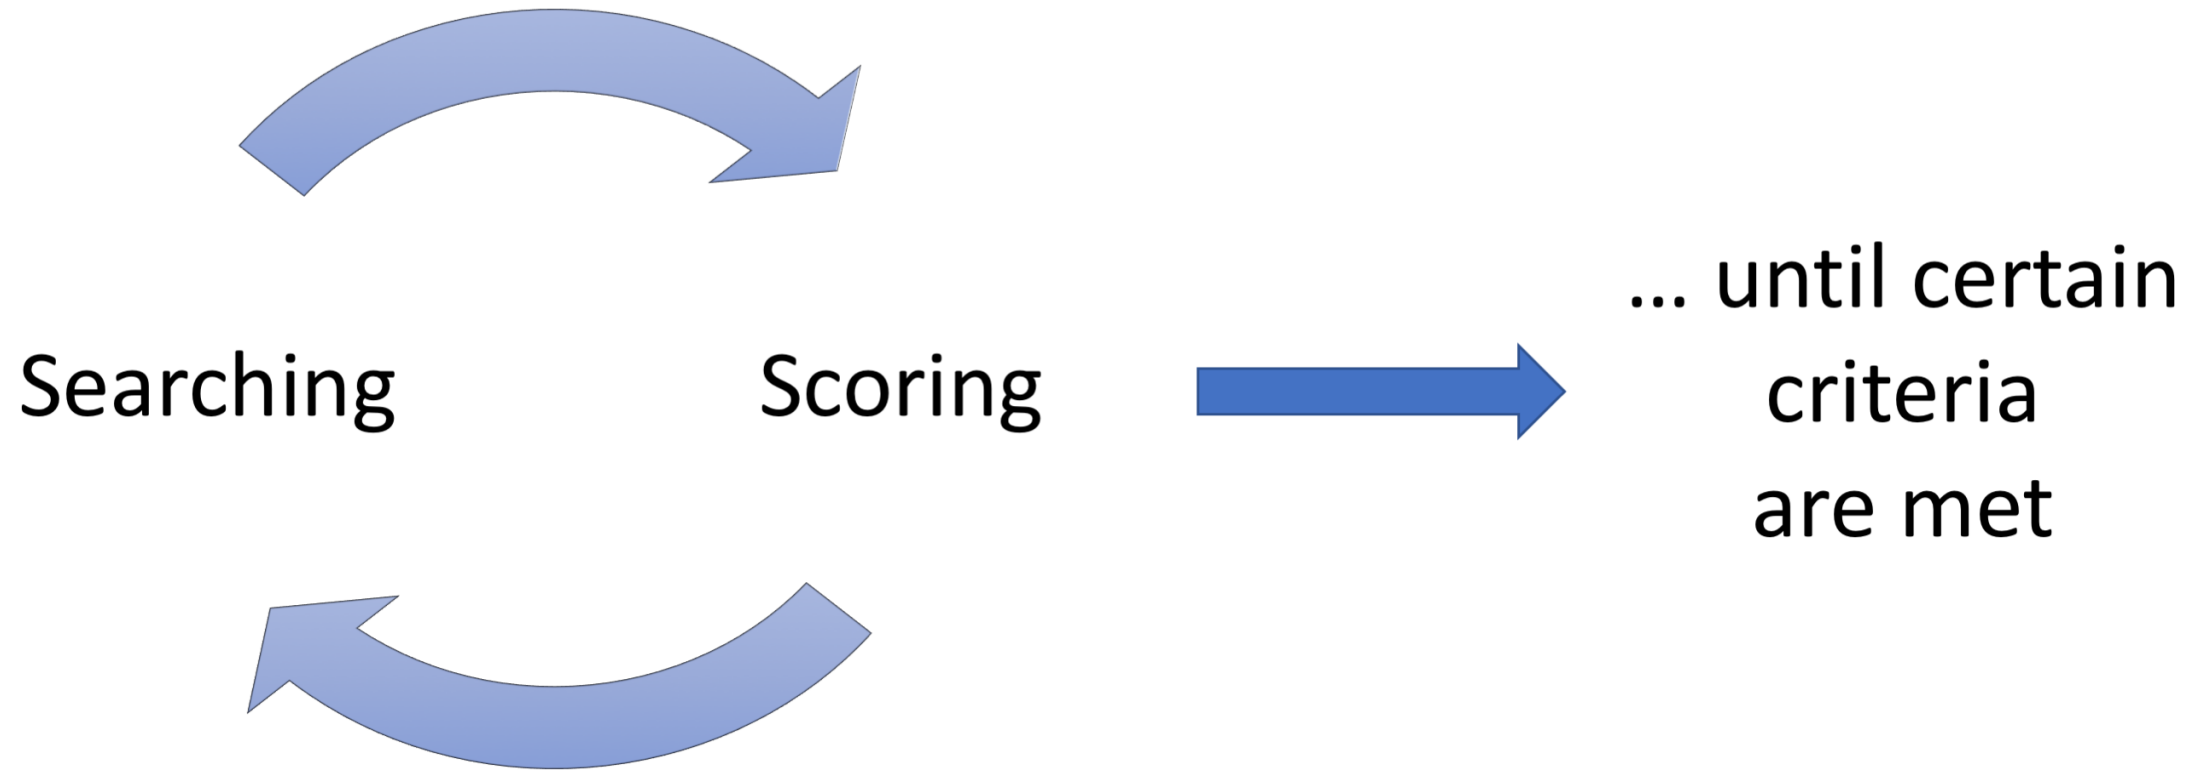 Searching
Scoring
... until certain
criteria
are met